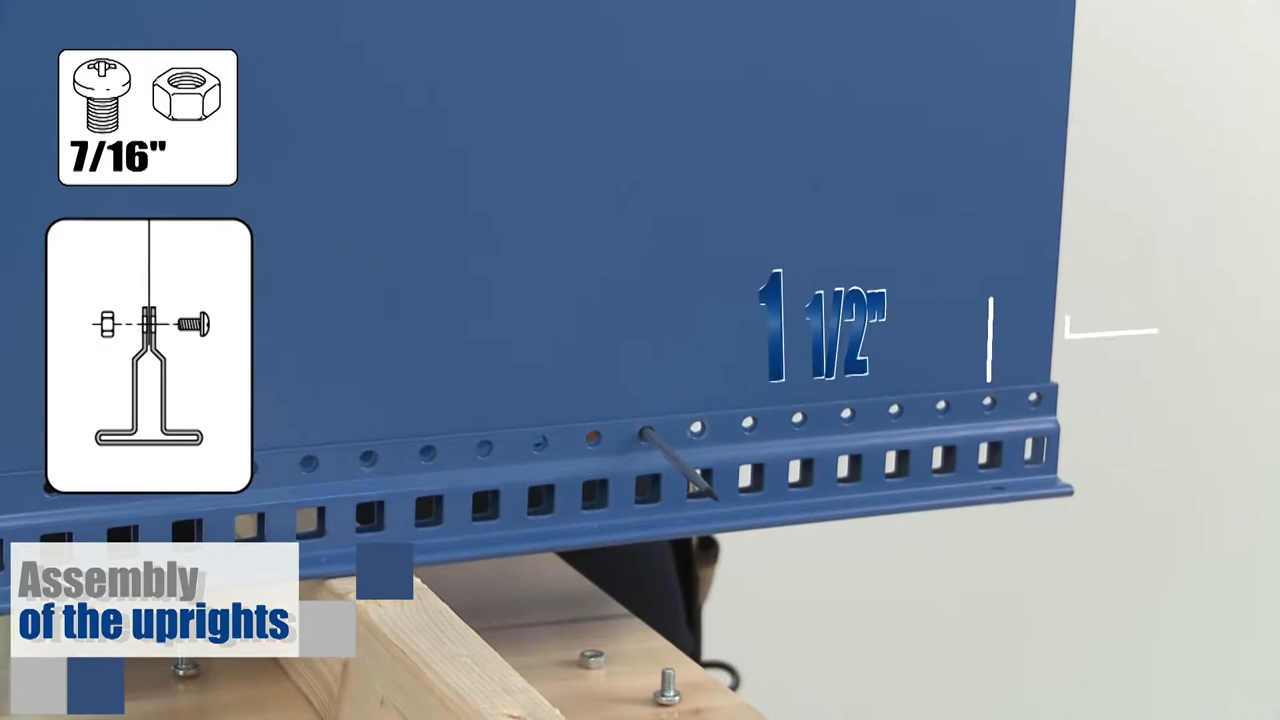 7/16"
1 1/2"
Assembly
of the uprights